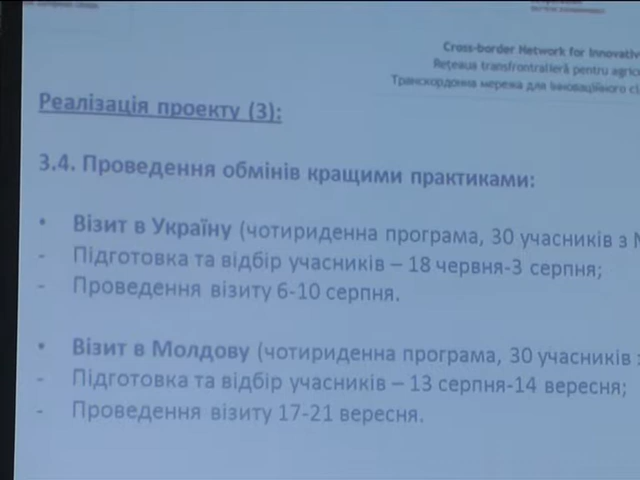 Cross-border Network for Innovative
Rețeaua transfrontalieră pentru agric
Транскордонна мережа для інноваційного сі
Реалізація проекту (3):
3.4. Проведення обмінів кращими практиками:
• Візит в Україну (чотириденна програма, 30 учасників з М
- Підготовка та відбір учасників – 18 червня-3 серпня;
- Проведення візиту 6-10 серпня.
• Візит в Молдову (чотириденна програма, 30 учасників з
- Підготовка та відбір учасників – 13 серпня-14 вересня;
- Проведення візиту 17-21 вересня.